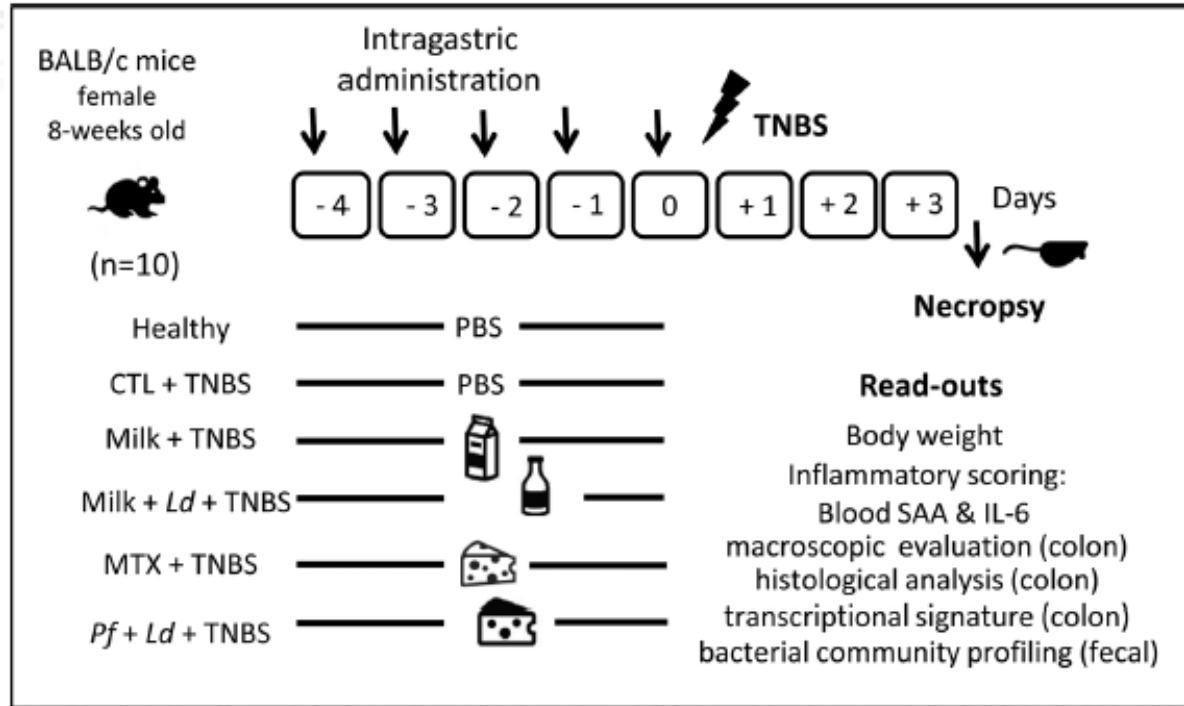 BALB/c mice
female
8-weeks old
(n=10)
Intragastric
administration
TNBS
- 4 - 3 - 2 - 1 0 + 1 + 2 + 3 Days
Necropsy
Healthy PBS
CTL + TNBS PBS
Milk + TNBS
Milk + Ld + TNBS
MTX + TNBS
Pf + Ld + TNBS
Read-outs
Body weight
Inflammatory scoring:
Blood SAA & IL-6
macroscopic evaluation (colon)
histological analysis (colon)
transcriptional signature (colon)
bacterial community profiling (fecal)